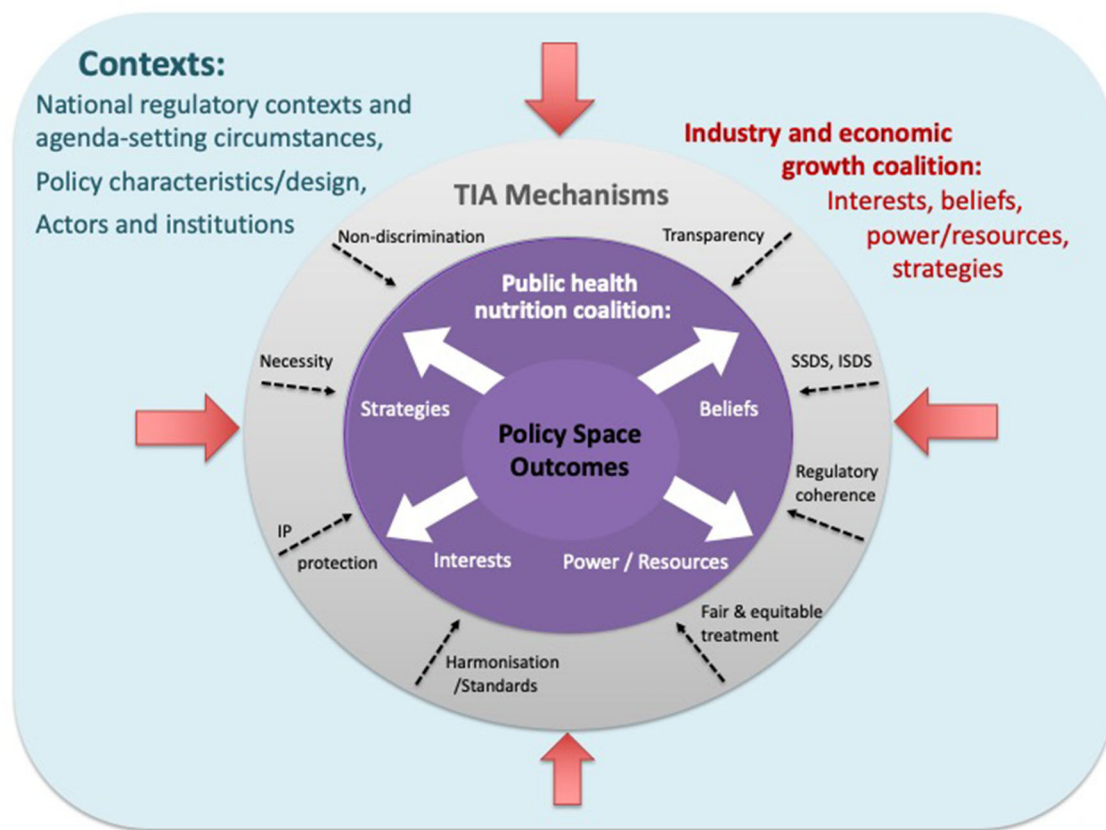 Contexts:
National regulatory contexts and
agenda-setting circumstances,
Policy characteristics/design,
Actors and institutions
Industry and economic
growth coalition:
Interests, beliefs,
power/resources,
strategies
TIA Mechanisms
Non-discrimination
Transparency
Public health
nutrition coalition:
Necessity
SSDS, ISDS
Strategies
Beliefs
Policy Space
Outcomes
Regulatory
coherence
IP
protection
Interests
Power / Resources
Fair & equitable
treatment
Harmonisation
/Standards